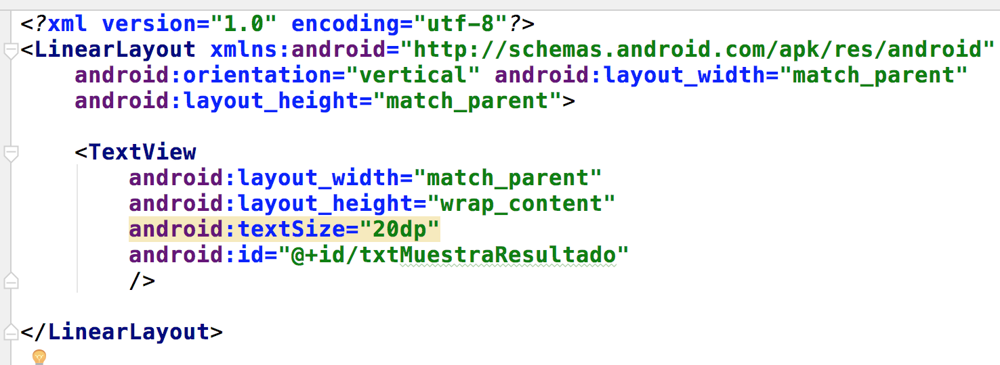 <?xml version="1.0" encoding="utf-8"?>
<LinearLayout xmlns:android="http://schemas.android.com/apk/res/android"
    android:orientation="vertical" android:layout_width="match_parent"
    android:layout_height="match_parent">
    <TextView
        android:layout_width="match_parent"
        android:layout_height="wrap_content"
        android:textSize="20dp"
        android:id="@+id/txtMuestraResultado"
        />
</LinearLayout>